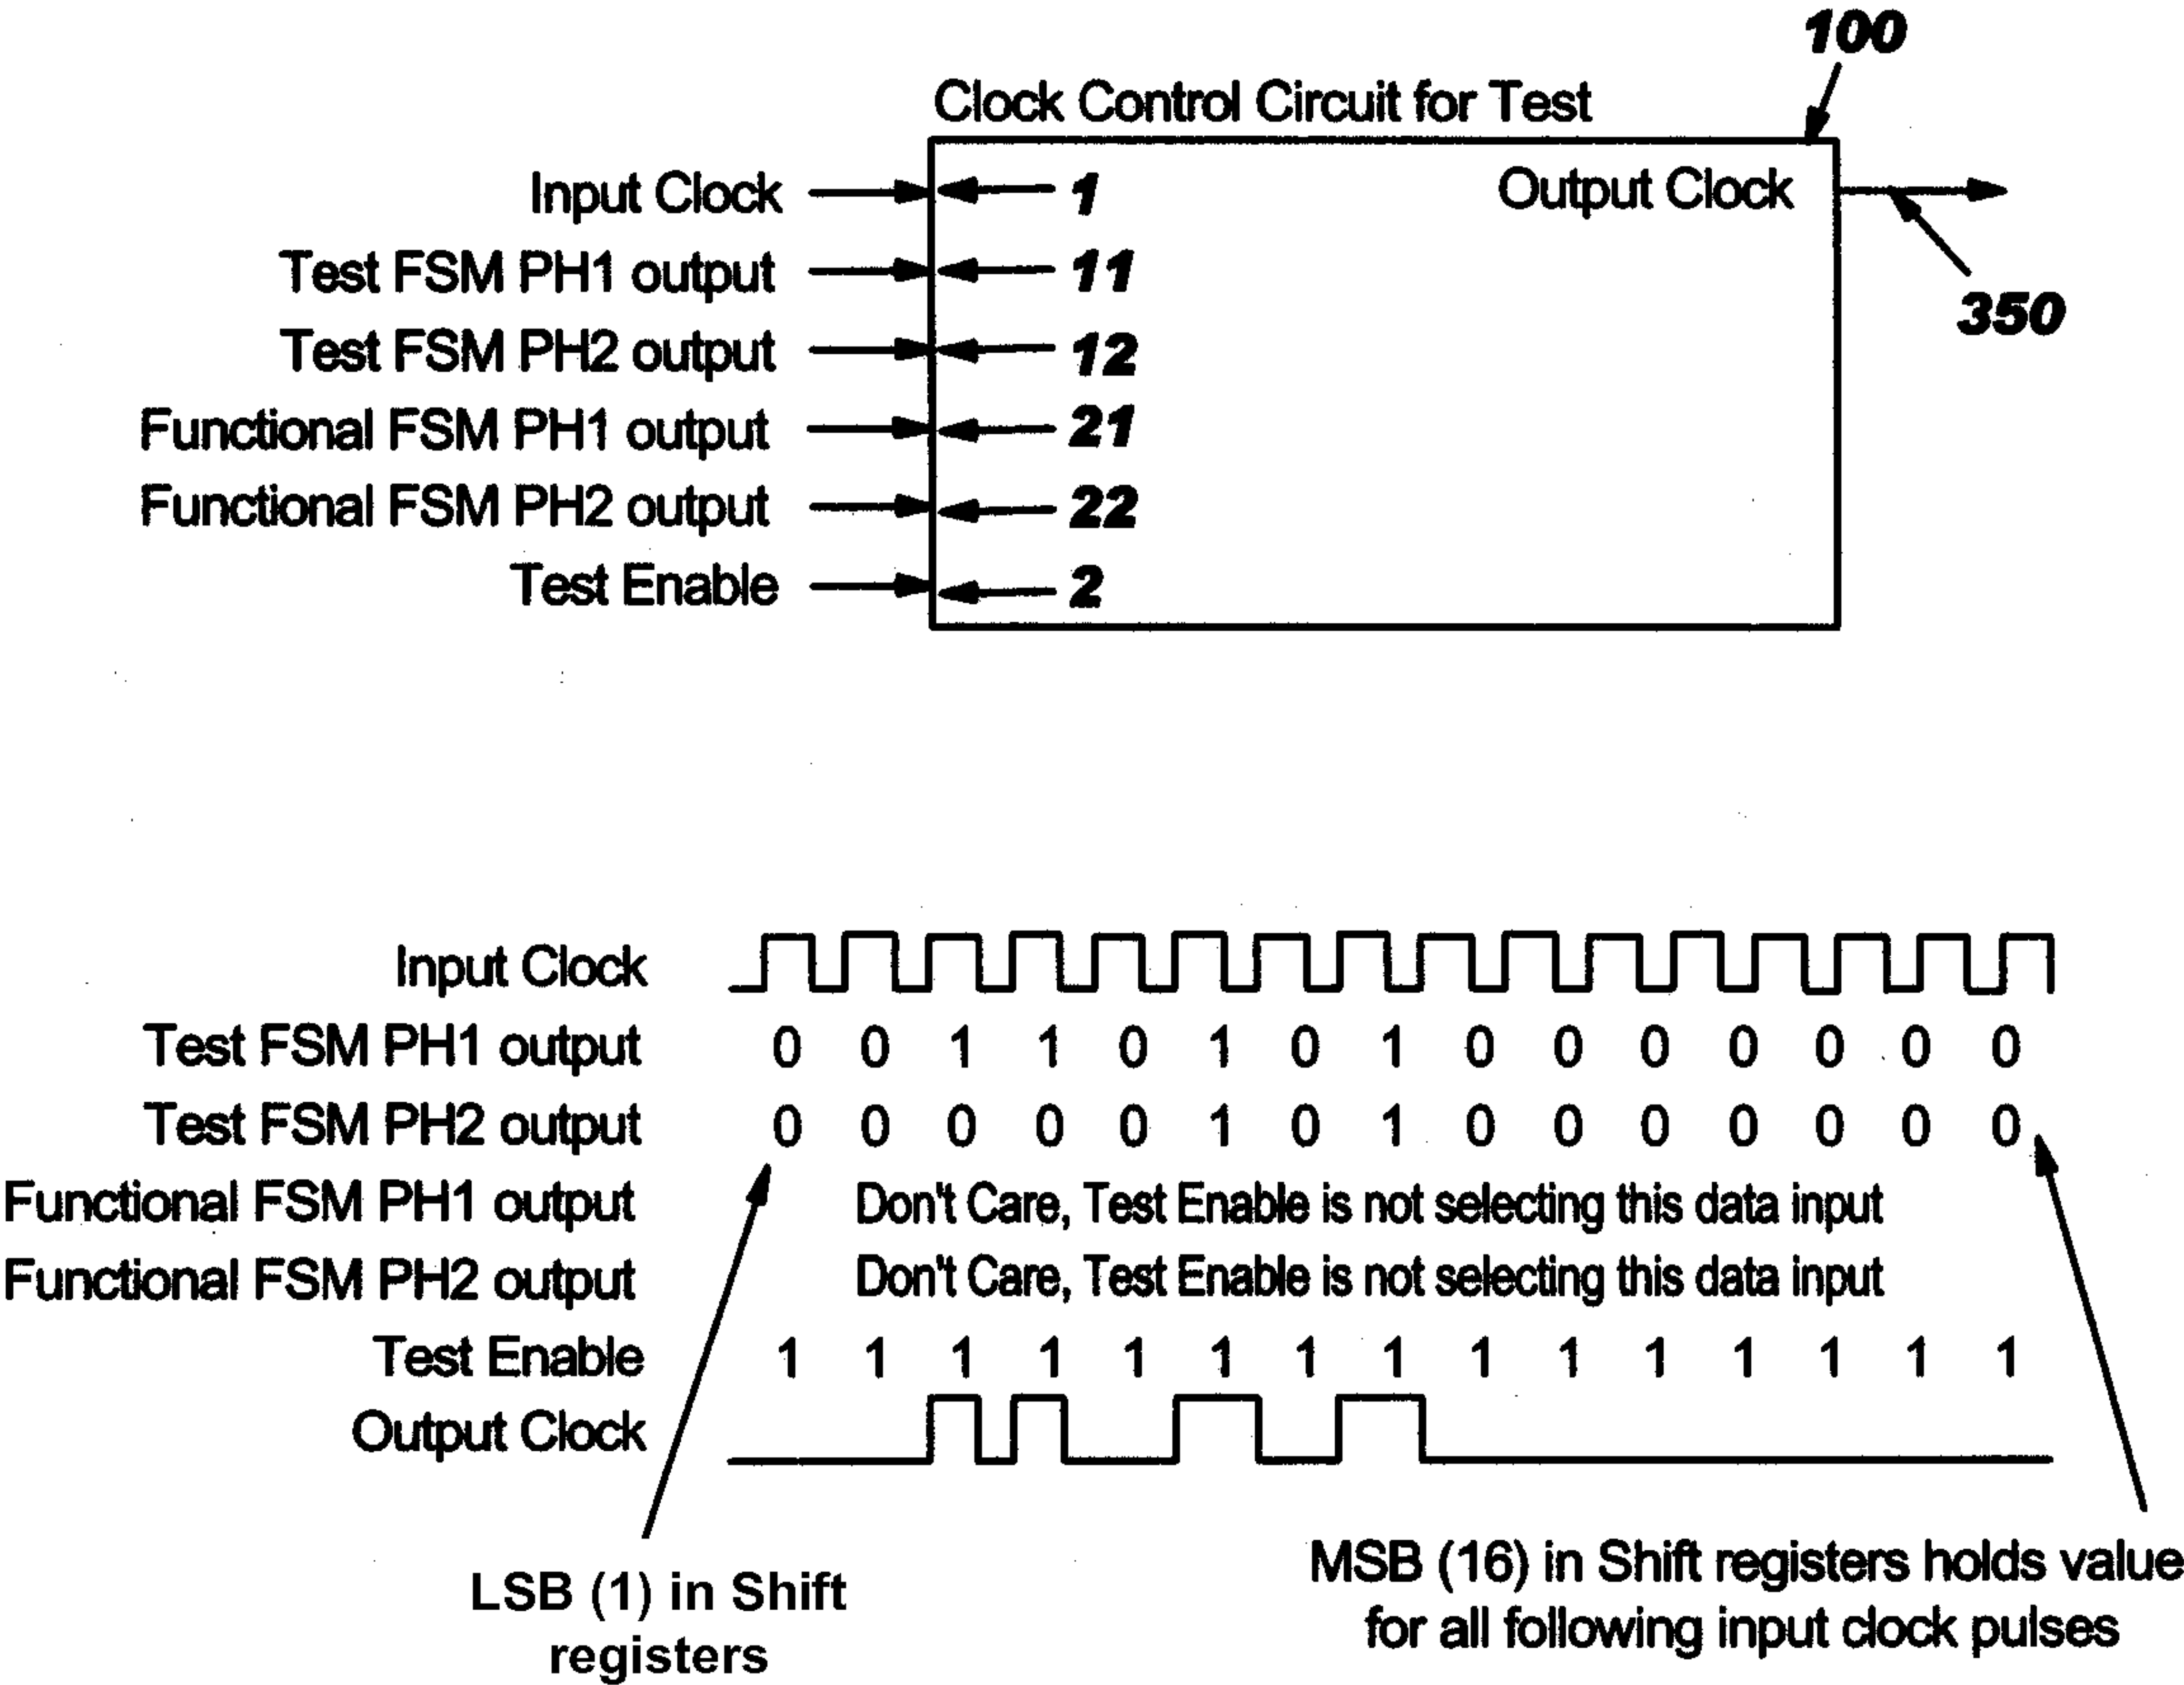 100
Clock Control Circuit for Test
Input Clock 1 Output Clock
Test FSM PH1 output 11
350
Test FSM PH2 output 12
Functional FSM PH1 output 21
Functional FSM PH2 output 22
Test Enable 2
Input Clock
Test FSM PH1 output 0 0 1 1 0 1 0 1 0 0 0 0 0 0 0
Test FSM PH2 output 0 0 0 0 0 1 0 1 0 0 0 0 0 0 0
Functional FSM PH1 output Don't Care, Test Enable is not selecting this data input
Functional FSM PH2 output Don't Care, Test Enable is not selecting this data input
Test Enable 1 1 1 1 1 1 1 1 1 1 1 1 1 1 1
Output Clock
LSB (1) in Shift
registers
MSB (16) in Shift registers holds value
for all following input clock pulses